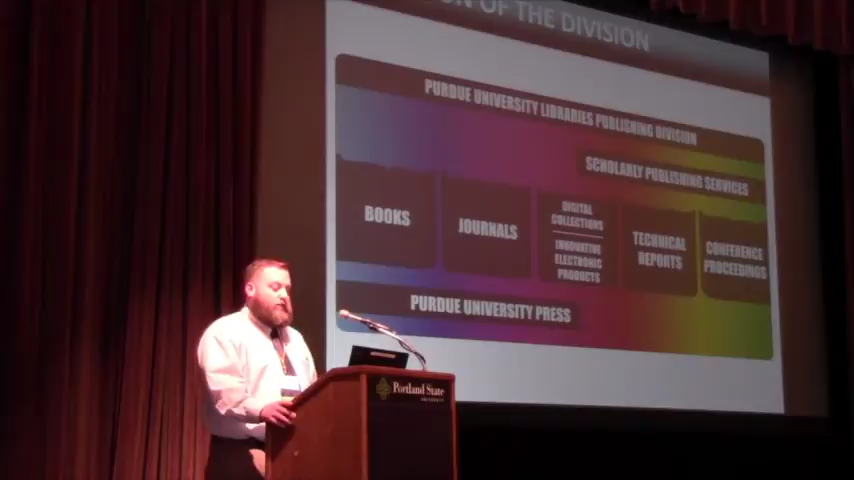 OF THE DIVISION
PURDUE UNIVERSITY LIBRARIES PUBLISHING DIVISION
SCHOLARLY PUBLISHING SERVICES
BOOKS
JOURNALS
DIGITAL
COLLECTIONS
INNOVATIVE
ELECTRONIC
PRODUCTS
TECHNICAL
REPORTS
CONFERENCE
PROCEEDINGS
PURDUE UNIVERSITY PRESS
Portland State
UNIVERSITY